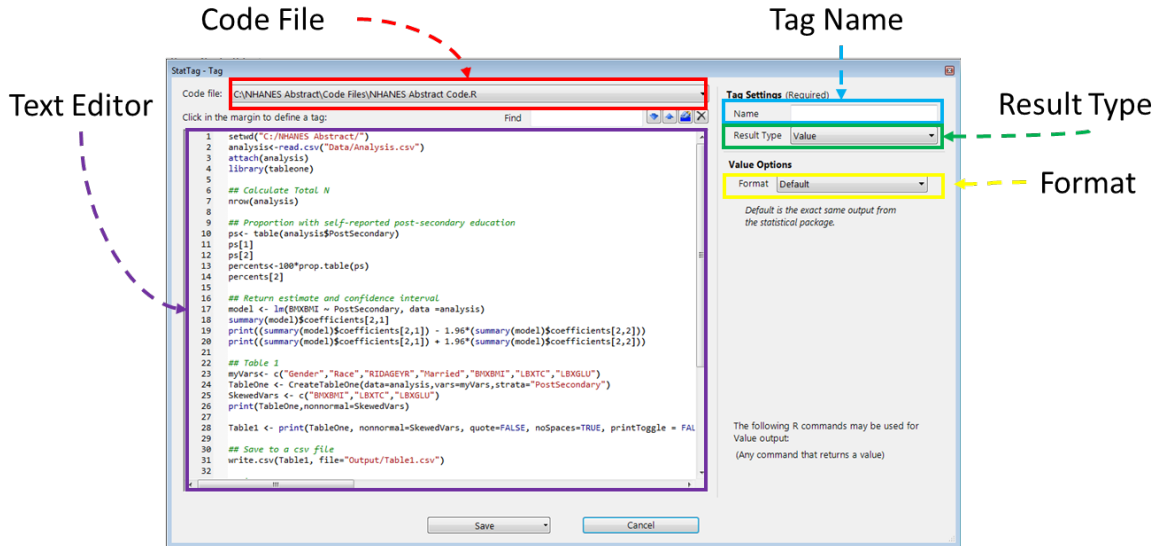 Code File
Tag Name
Text Editor
Result Type
Format
StatTag - Tag
Code file: C:\NHANES Abstract\Code Files\NHANES Abstract Code.R
Click in the margin to define a tag:
Find
1 setwd("C:/NHANES Abstract/")
2 analysis<-read.csv("Data/Analysis.csv")
3 attach(analysis)
4 library(tableone)
5
6 ## Calculate Total N
7 nrow(analysis)
8
9 ## Proportion with self-reported post-secondary education
10 ps<- table(analysis$PostSecondary)
11 ps[1]
12 ps[2]
13 percents<-100*prop.table(ps)
14 percents[2]
15
16 ## Return estimate and confidence interval
17 model <- lm(BMXBMI ~ PostSecondary, data =analysis)
18 summary(model)$coefficients[2,1]
19 print((summary(model)$coefficients[2,1]) - 1.96*(summary(model)$coefficients[2,2]))
20 print((summary(model)$coefficients[2,1]) + 1.96*(summary(model)$coefficients[2,2]))
21
22 ## Table 1
23 myVars<- c("Gender","Race","RIDAGEYR","Married","BMXBMI","LBXTC","LBXGLU")
24 TableOne <- CreateTableOne(data=analysis,vars=myVars,strata="PostSecondary")
25 SkewedVars <- c("BMXBMI","LBXTC","LBXGLU")
26 print(TableOne,nonnormal=SkewedVars)
27
28 Table1 <- print(TableOne, nonnormal=SkewedVars, quote=FALSE, noSpaces=TRUE, printToggle = FAL
29
30 ## Save to a csv file
31 write.csv(Table1, file="Output/Table1.csv")
32
Tag Settings (Required)
Name
Result Type Value
Value Options
Format Default
Default is the exact same output from
the statistical package.
The following R commands may be used for
Value output:
(Any command that returns a value)
Save
Cancel